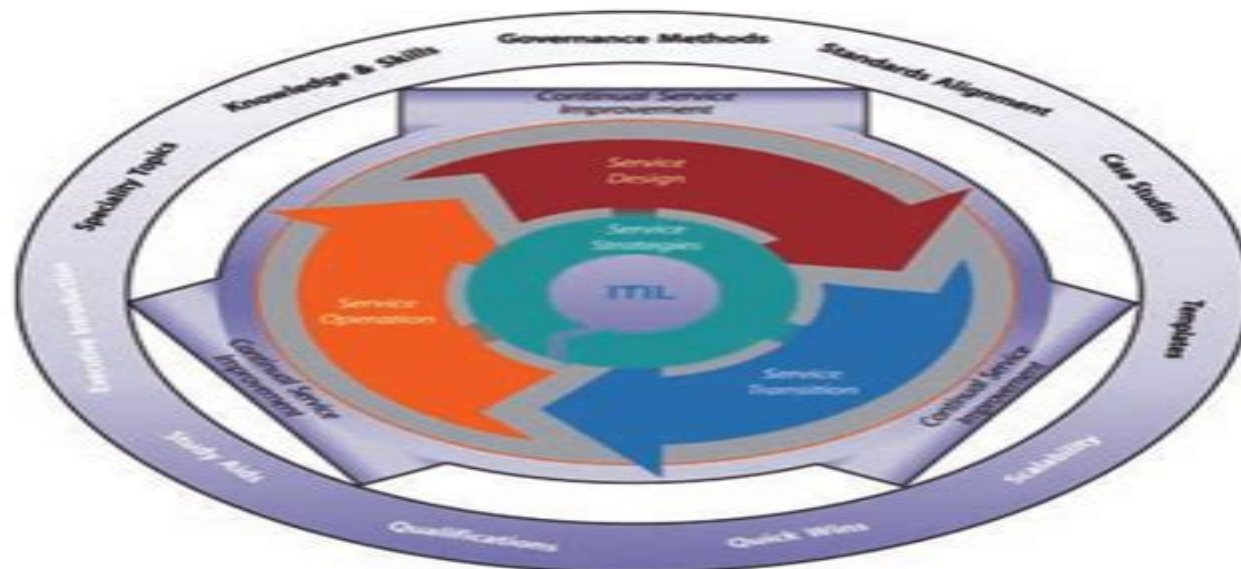 Governance Methods
Standards Alignment
Case Studies
Templates
Scalability
Quick Wins
Qualifications
Study Aids
Executive Introduction
Speciality Topics
Knowledge & Skills
Continual Service
Improvement
Service
Design
Service
Strategies
ITIL
Service
Operation
Service
Transition
Continual Service
Improvement
Continual Service
Improvement